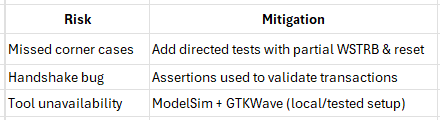 Risk Mitigation
Missed corner cases Add directed tests with partial WSTRB & reset
Handshake bug Assertions used to validate transactions
Tool unavailability ModelSim + GTKWave (local/tested setup)